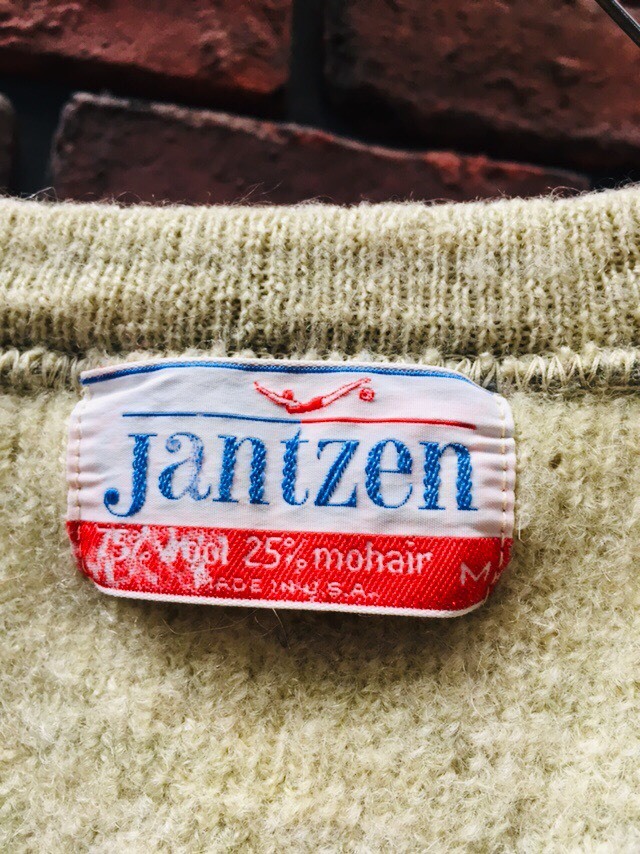 Jantzen
75% Wool 25% mohair M
MADE IN U.S.A.